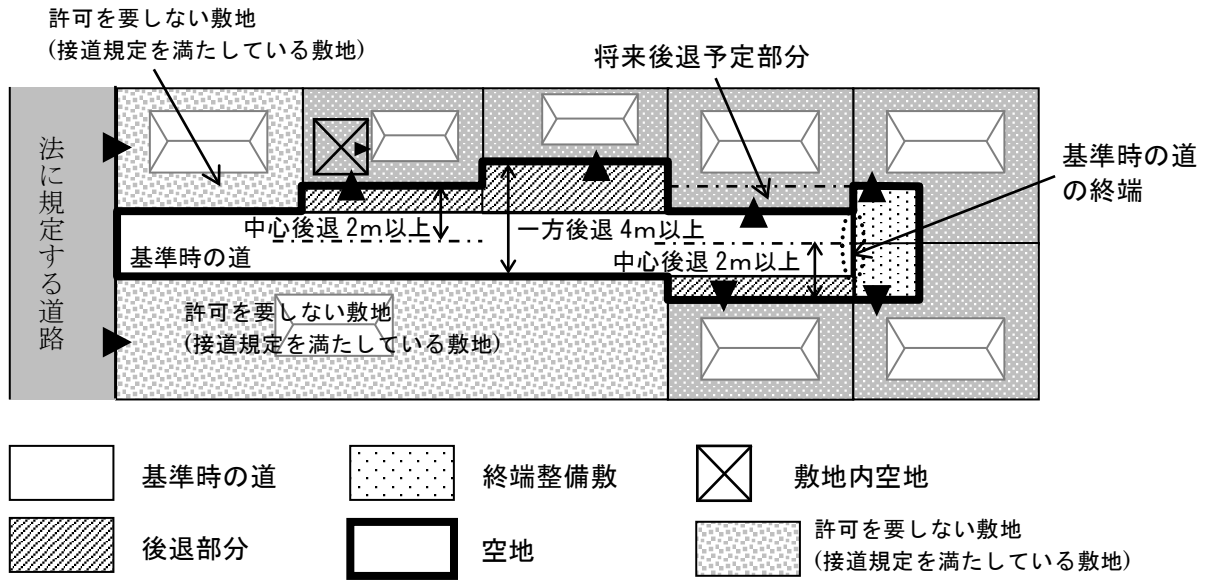 許可を要しない敷地
(接道規定を満たしている敷地)
将来後退予定部分
法に規定する道路
基準時の道
の終端
中心後退 2m以上
一方後退 4m以上
基準時の道
中心後退 2m以上
許可を要しない敷地
(接道規定を満たしている敷地)
基準時の道
終端整備敷
敷地内空地
後退部分
空地
許可を要しない敷地
(接道規定を満たしている敷地)